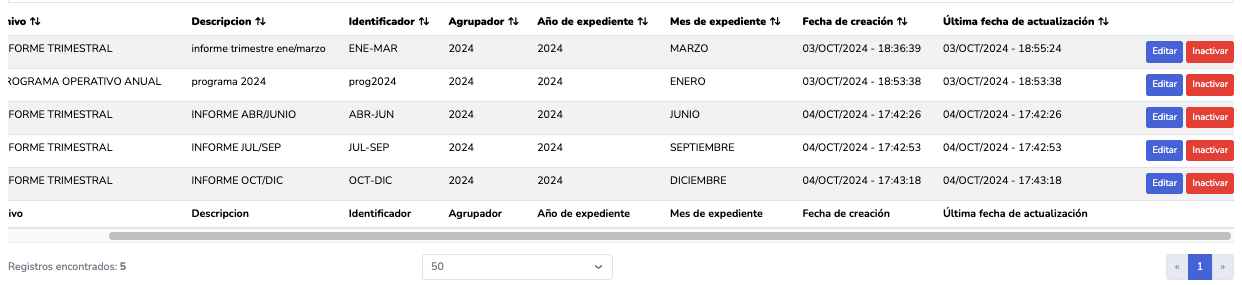 hivo Descripcion Identificador Agrupador Año de expediente Mes de expediente Fecha de creación Última fecha de actualización
FORME TRIMESTRAL informe trimestre ene/marzo ENE-MAR 2024 2024 MARZO 03/OCT/2024 - 18:36:39 03/OCT/2024 - 18:55:24 Editar Inactivar
ROGRAMA OPERATIVO ANUAL programa 2024 prog2024 2024 2024 ENERO 03/OCT/2024 - 18:53:38 03/OCT/2024 - 18:53:38 Editar Inactivar
FORME TRIMESTRAL INFORME ABR/JUNIO ABR-JUN 2024 2024 JUNIO 04/OCT/2024 - 17:42:26 04/OCT/2024 - 17:42:26 Editar Inactivar
FORME TRIMESTRAL INFORME JUL/SEP JUL-SEP 2024 2024 SEPTIEMBRE 04/OCT/2024 - 17:42:53 04/OCT/2024 - 17:42:53 Editar Inactivar
FORME TRIMESTRAL INFORME OCT/DIC OCT-DIC 2024 2024 DICIEMBRE 04/OCT/2024 - 17:43:18 04/OCT/2024 - 17:43:18 Editar Inactivar
ivo Descripcion Identificador Agrupador Año de expediente Mes de expediente Fecha de creación Última fecha de actualización
Registros encontrados: 5 50 « 1 »